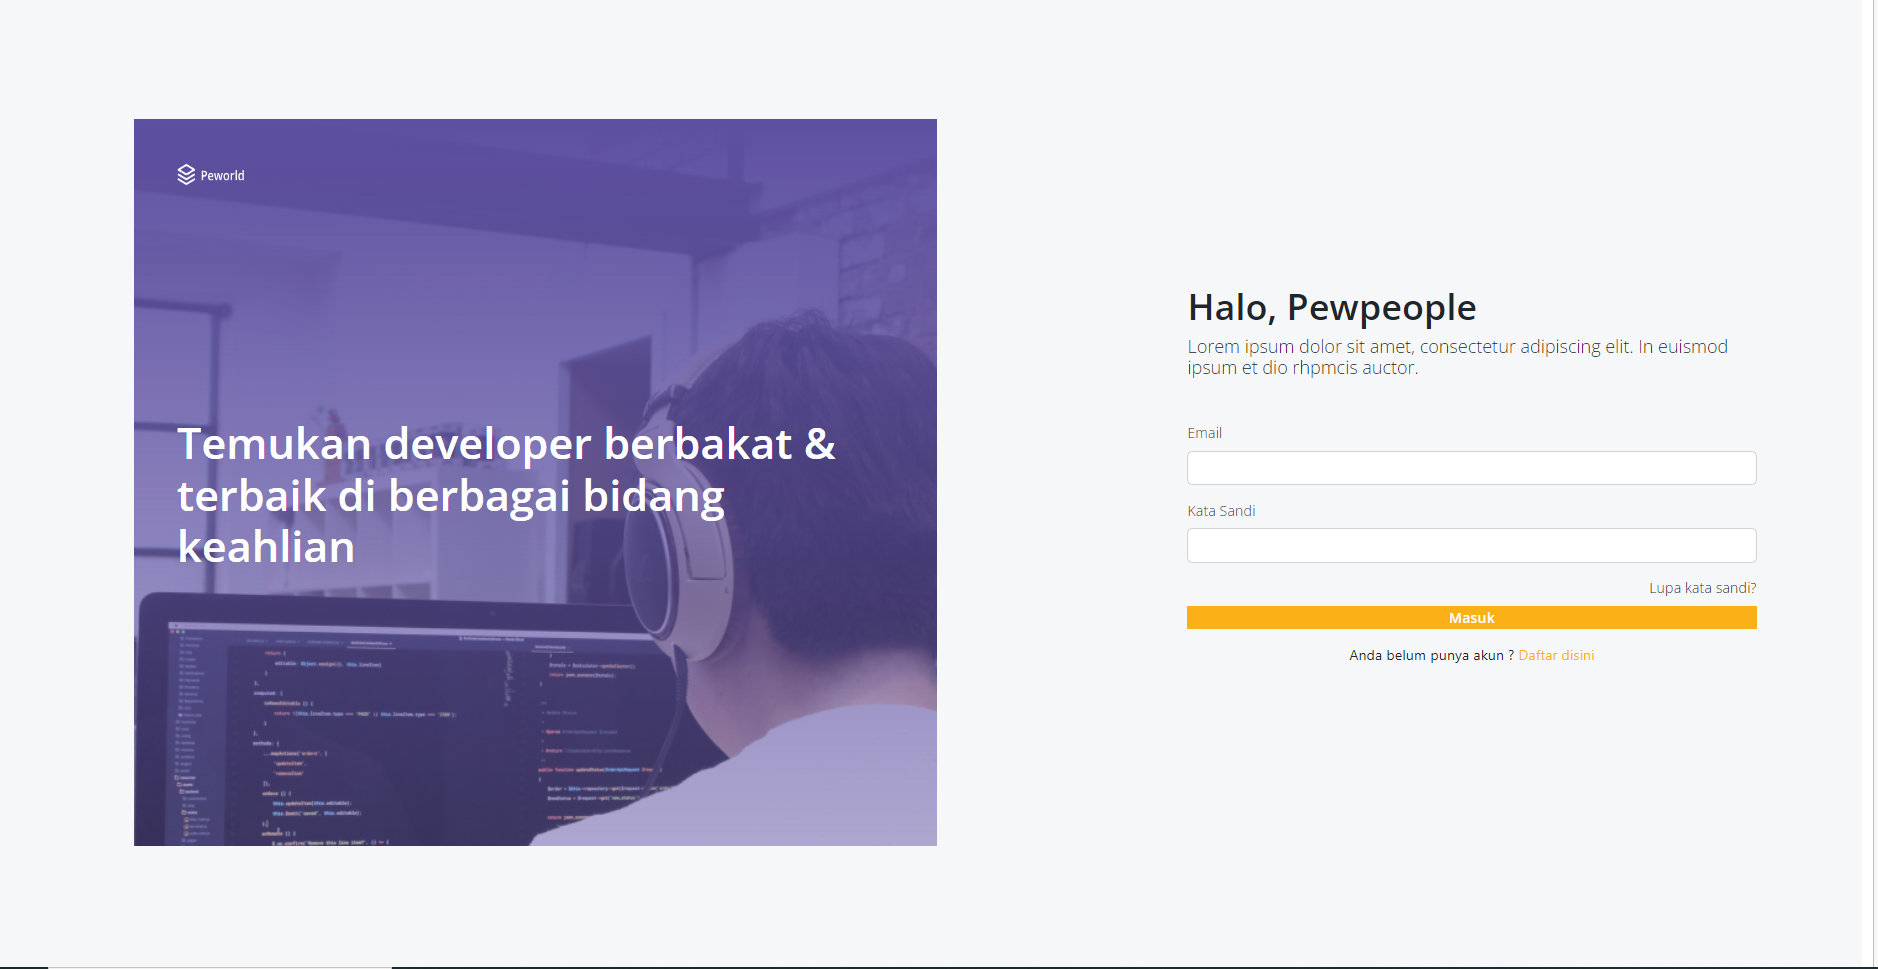 Peworld
Temukan developer berbakat &
terbaik di berbagai bidang
keahlian
Halo, Pewpeople
Lorem ipsum dolor sit amet, consectetur adipiscing elit. In euismod
ipsum et dio rhpmcis auctor.
Email
Kata Sandi
Lupa kata sandi?
Masuk
Anda belum punya akun ? Daftar disini